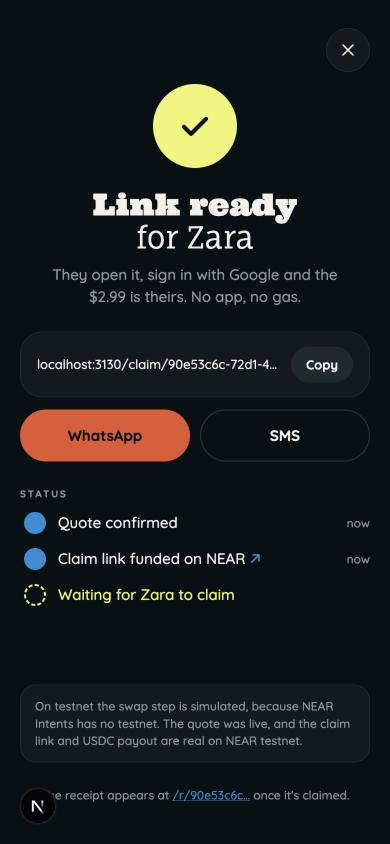 Link ready
for Zara
They open it, sign in with Google and the
$2.99 is theirs. No app, no gas.
localhost:3130/claim/90e53c6c-72d1-4... Copy
WhatsApp SMS
STATUS
Quote confirmed now
Claim link funded on NEAR ↗ now
Waiting for Zara to claim
On testnet the swap step is simulated, because NEAR
Intents has no testnet. The quote was live, and the claim
link and USDC payout are real on NEAR testnet.
N receipt appears at /r/90e53c6c… once it's claimed.